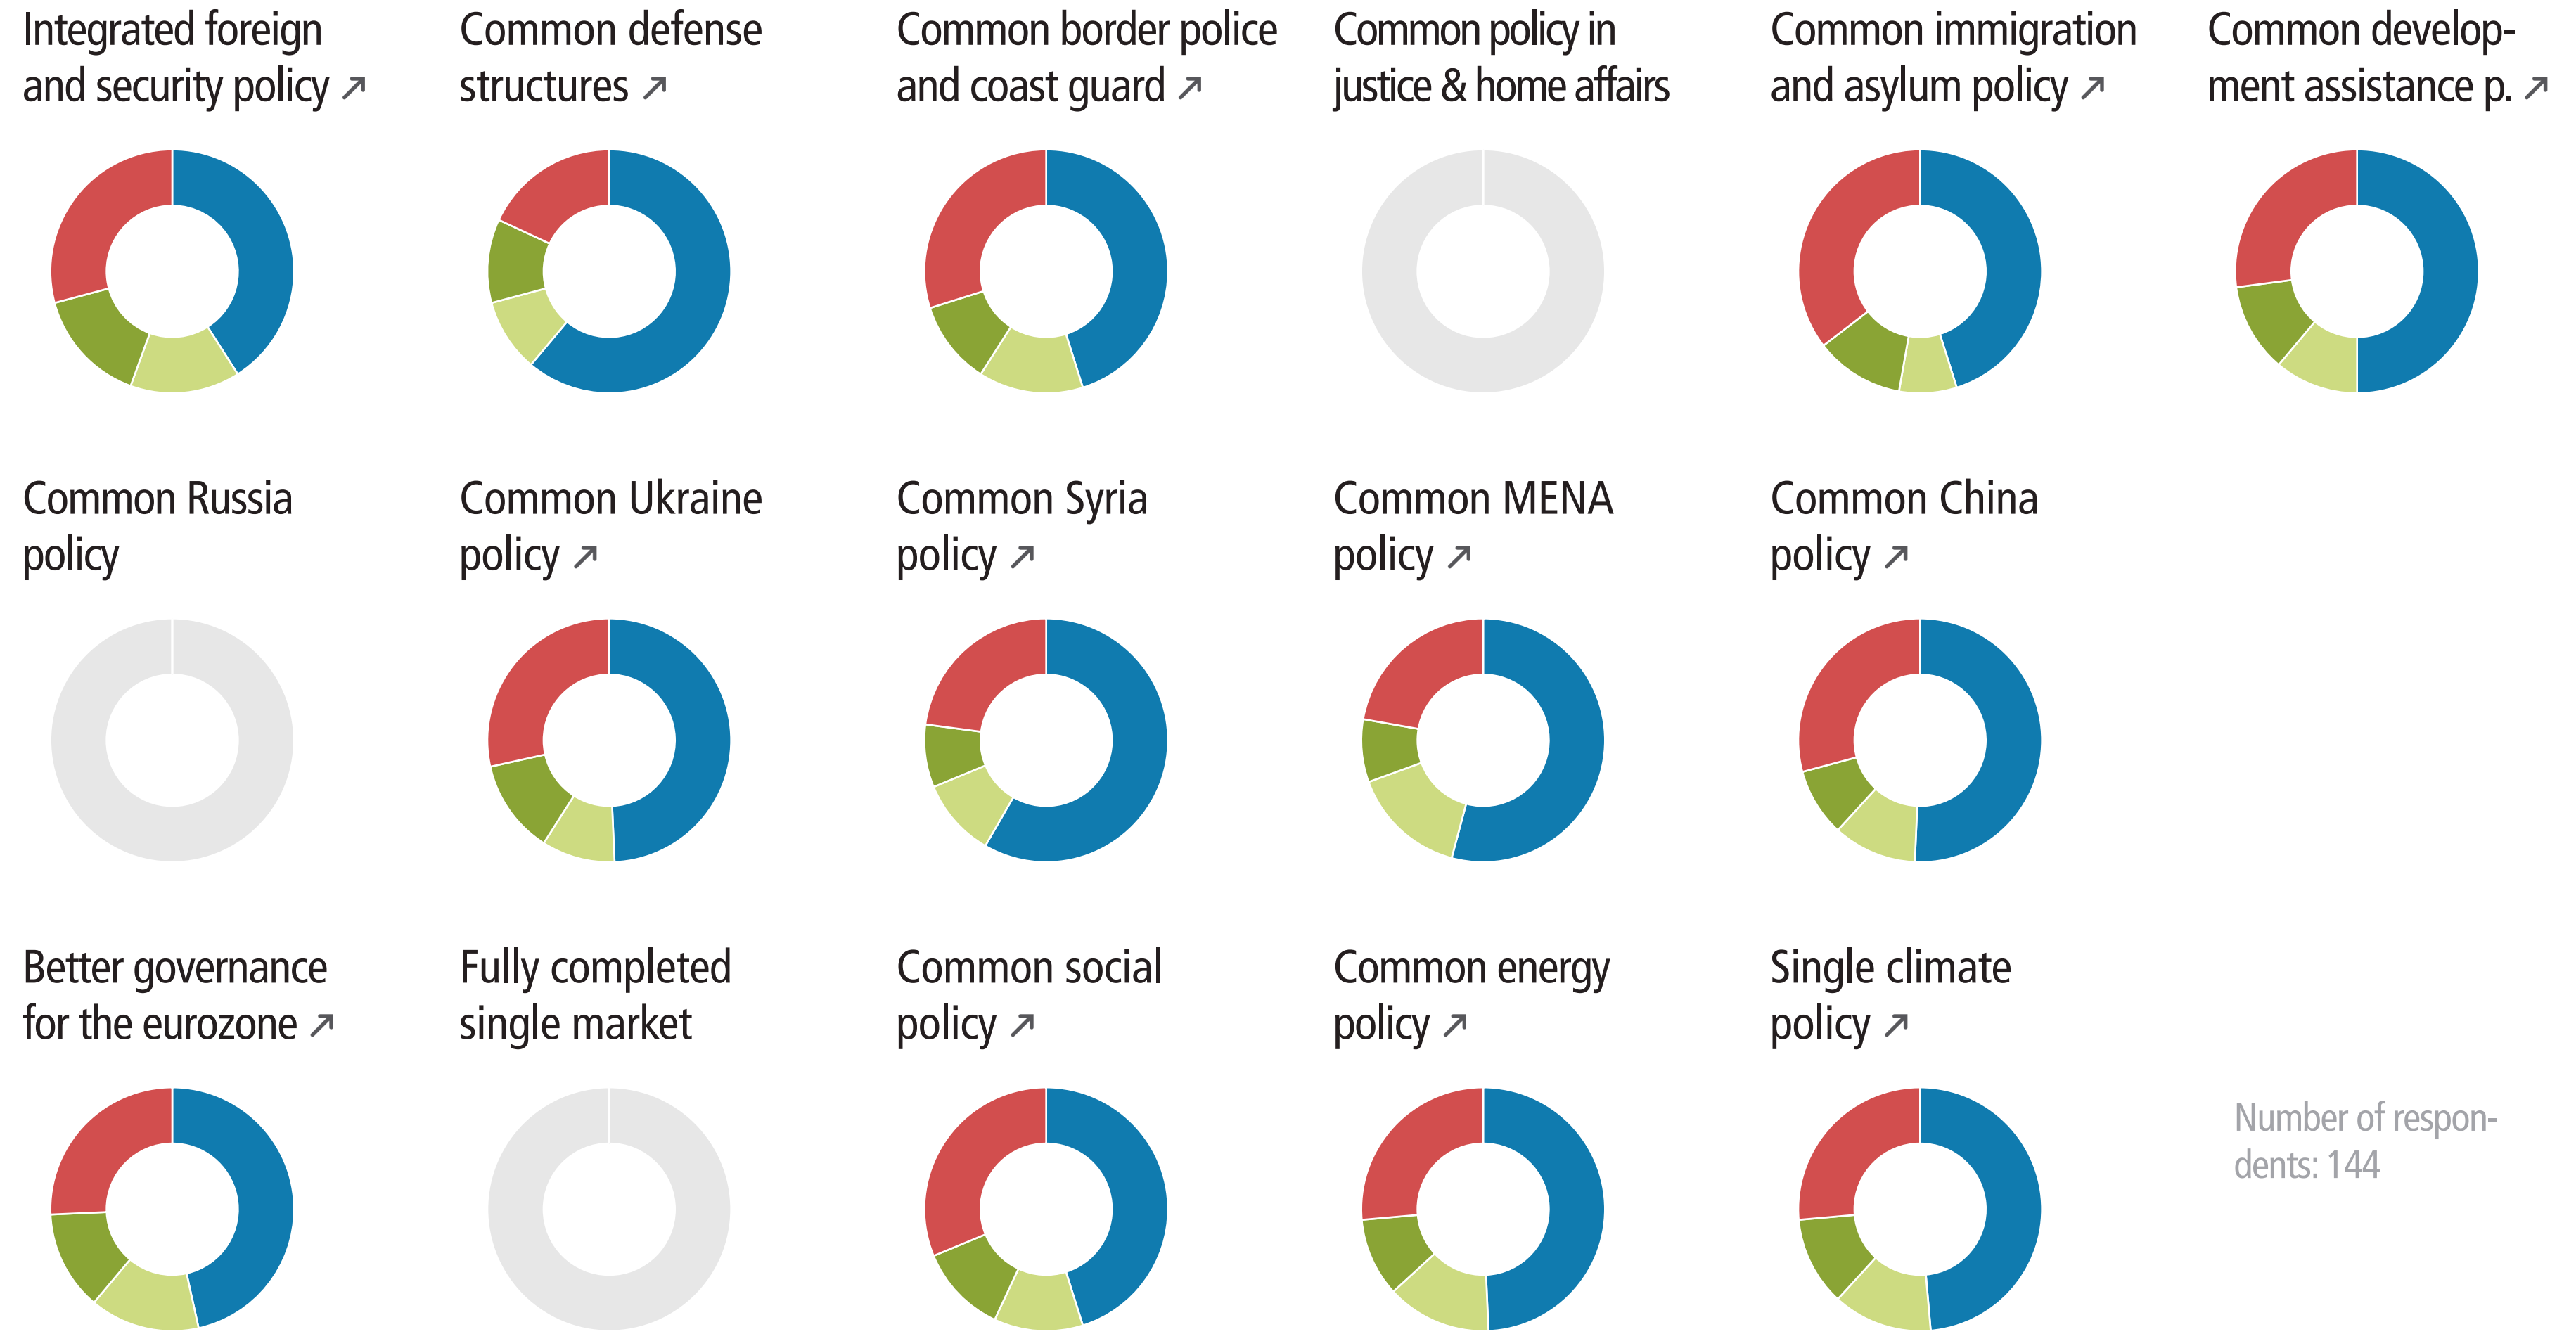 Integrated foreign
and security policy ↗
Common defense
structures ↗
Common border police
and coast guard ↗
Common policy in
justice & home affairs
Common immigration
and asylum policy ↗
Common develop-
ment assistance p. ↗
Common Russia
policy
Common Ukraine
policy ↗
Common Syria
policy ↗
Common MENA
policy ↗
Common China
policy ↗
Better governance
for the eurozone ↗
Fully completed
single market
Common social
policy ↗
Common energy
policy ↗
Single climate
policy ↗
Number of respon-
dents: 144